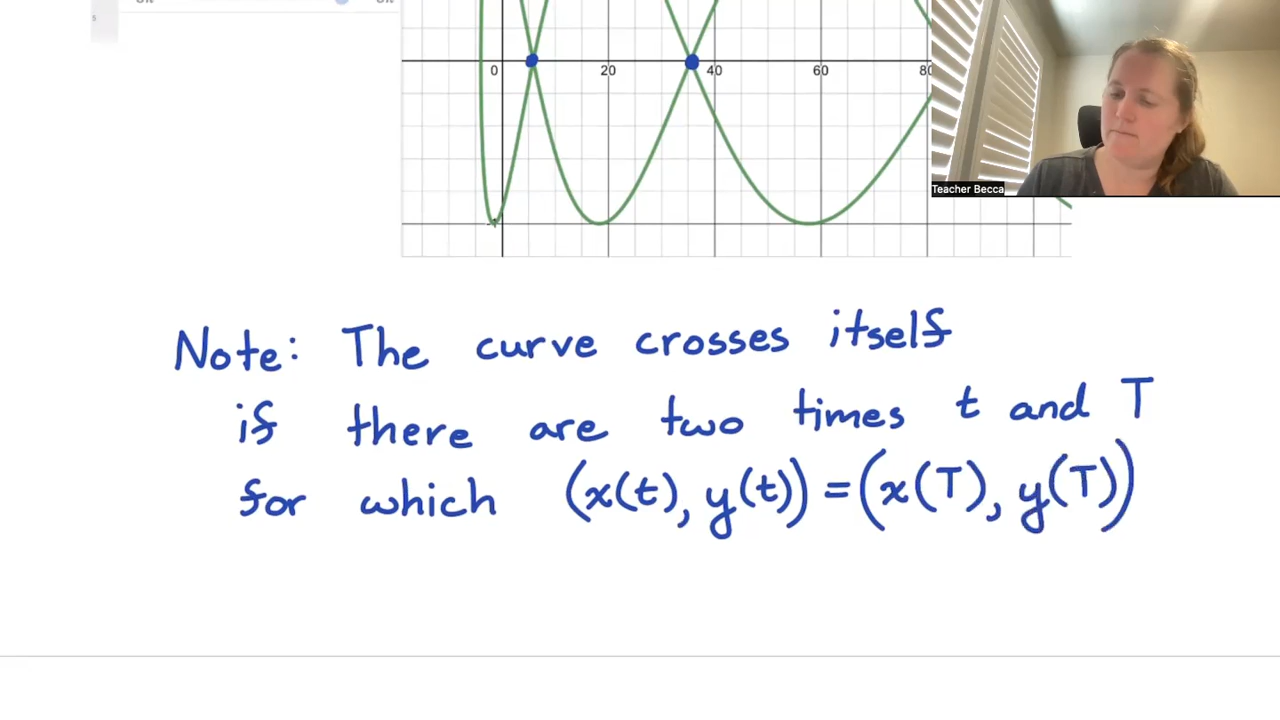 0 20 40 60 80
Teacher Becca
Note: The curve crosses itself
if there are two times t and T
for which (x(t), y(t)) = (x(T), y(T))